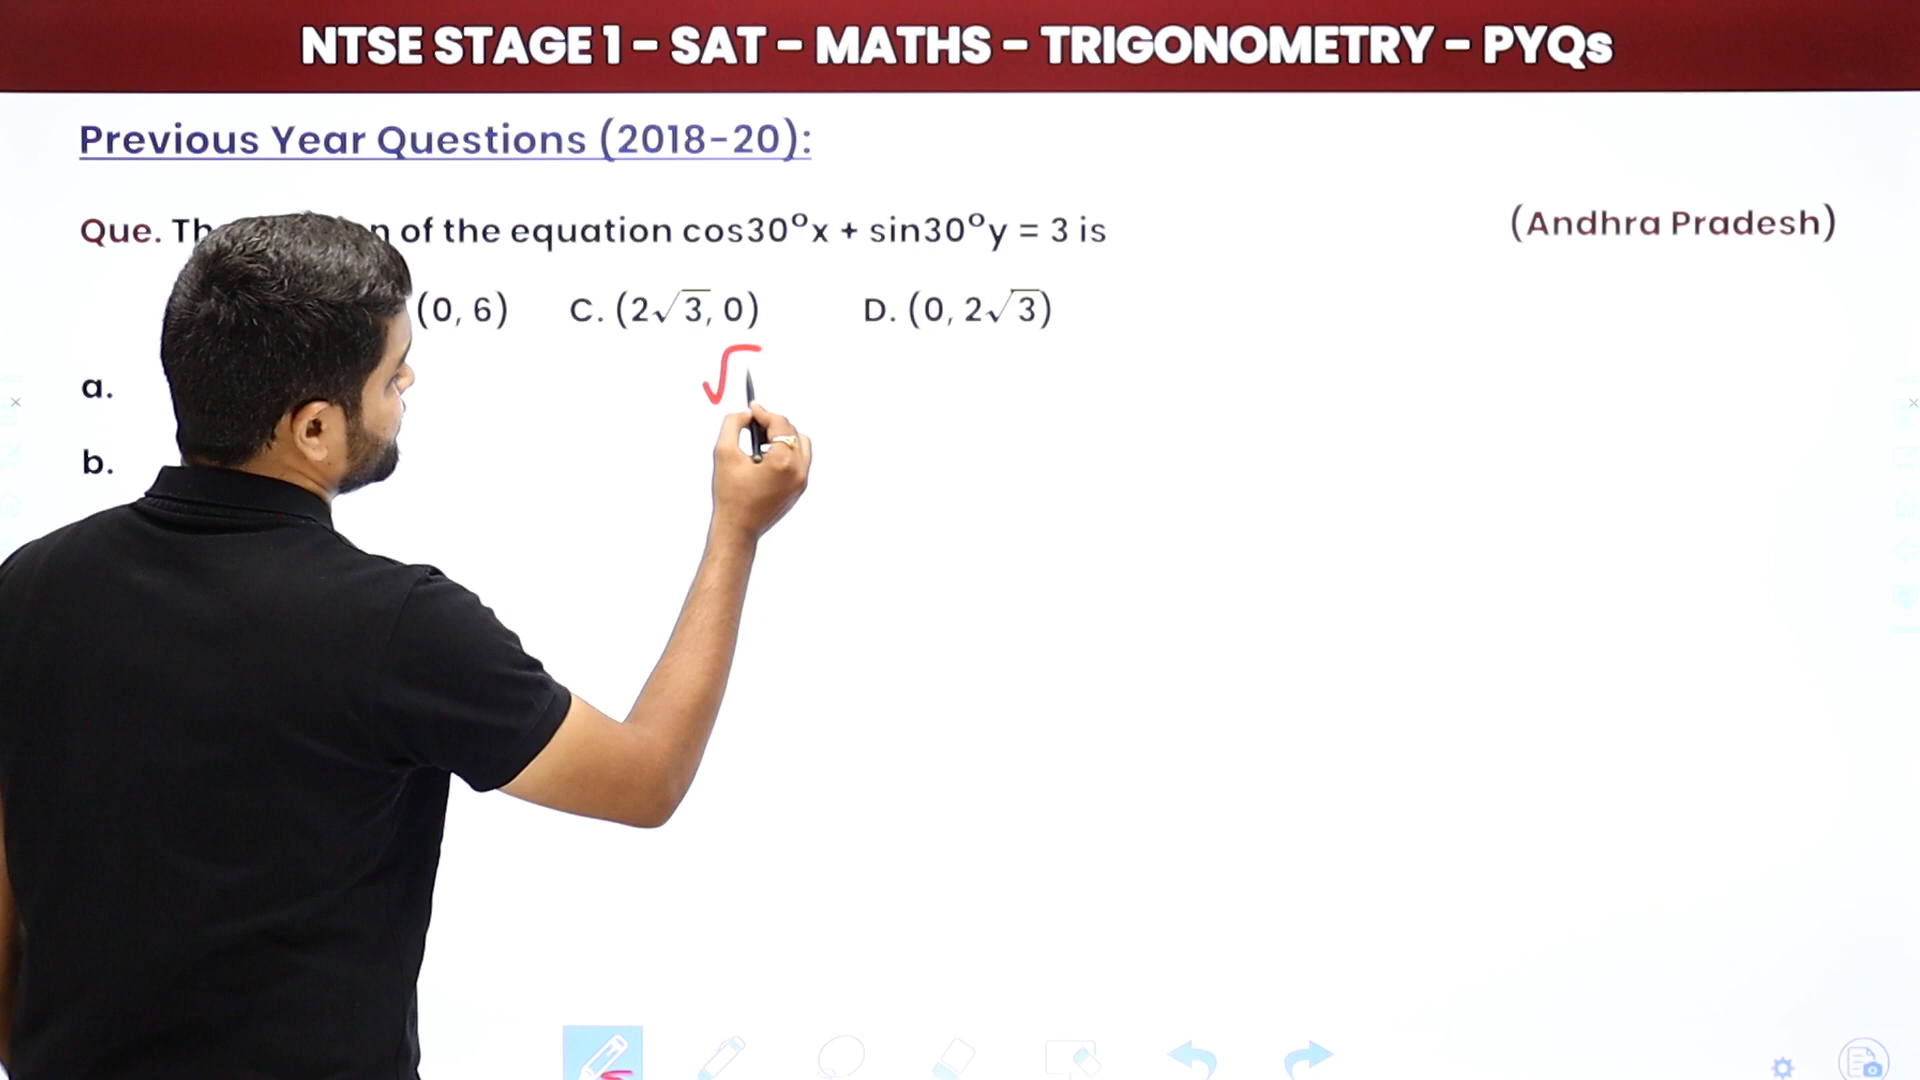 NTSE STAGE 1 – SAT – MATHS – TRIGONOMETRY – PYQs
Previous Year Questions (2018-20):
Que. Th n of the equation cos30°x + sin30°y = 3 is (Andhra Pradesh)
(0, 6) C. (2√3, 0) D. (0, 2√3)
√
a.
b.